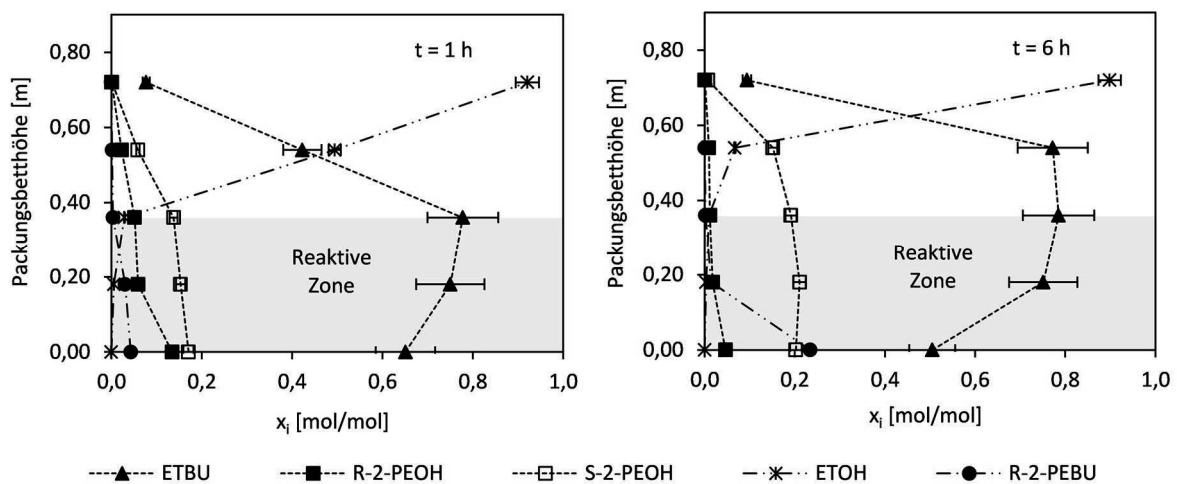 Packungsbetthöhe [m]
0,80
0,60
0,40
0,20
0,00
t = 1 h
Reaktive
Zone
0,0 0,2 0,4 0,6 0,8 1,0
xi [mol/mol]
Packungsbetthöhe [m]
0,80
0,60
0,40
0,20
0,00
t = 6 h
Reaktive
Zone
0,0 0,2 0,4 0,6 0,8 1,0
xi [mol/mol]
ETBU R-2-PEOH S-2-PEOH ETOH R-2-PEBU